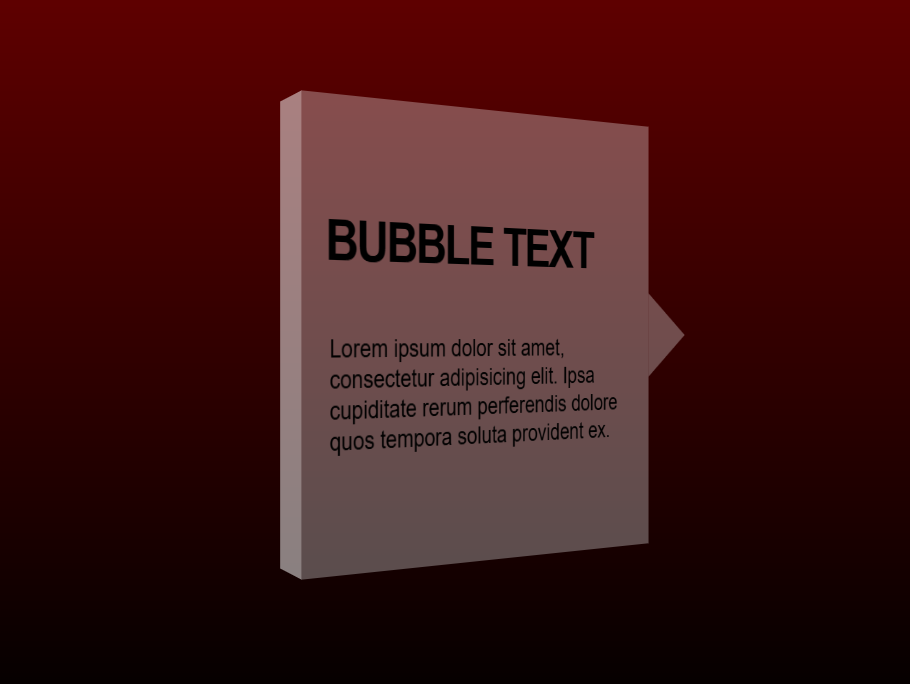 BUBBLE TEXT
Lorem ipsum dolor sit amet,
consectetur adipisicing elit. Ipsa
cupiditate rerum perferendis dolore
quos tempora soluta provident ex.